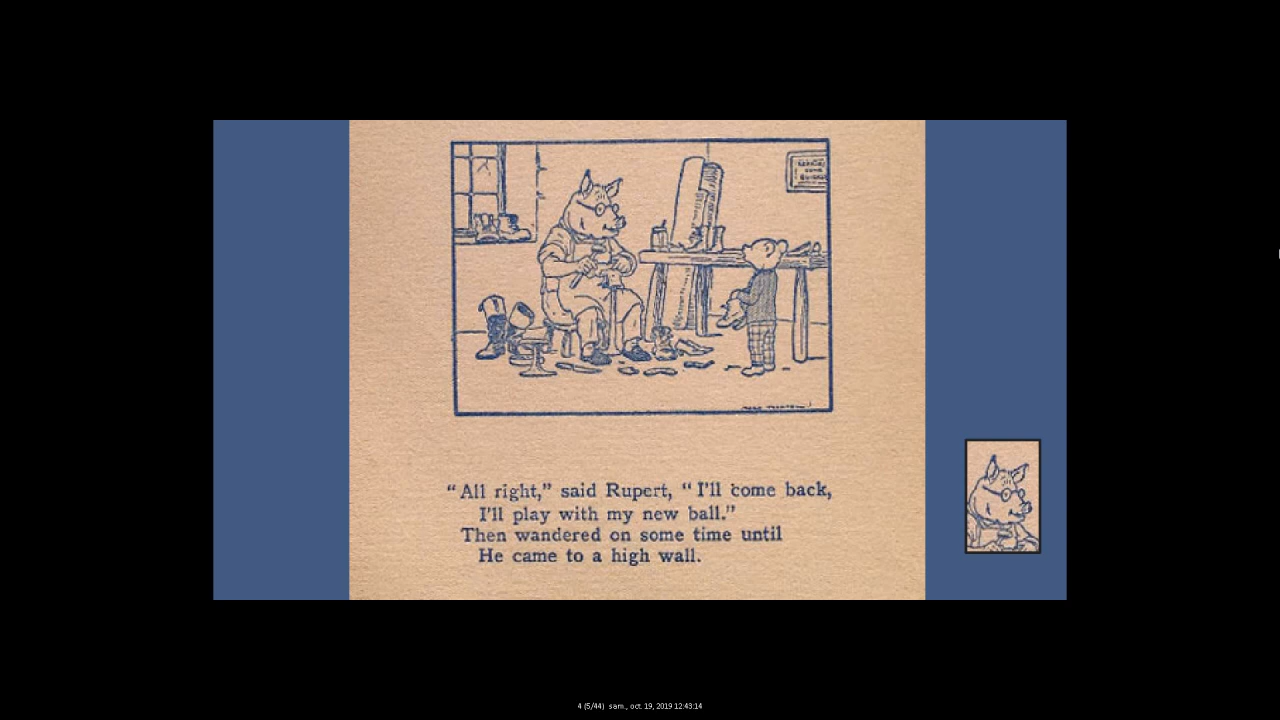 “All right,” said Rupert, “I'll come back,
I'll play with my new ball.”
Then wandered on some time until
He came to a high wall.
4 (5/44) sam., oct. 19, 2019 12:43:14